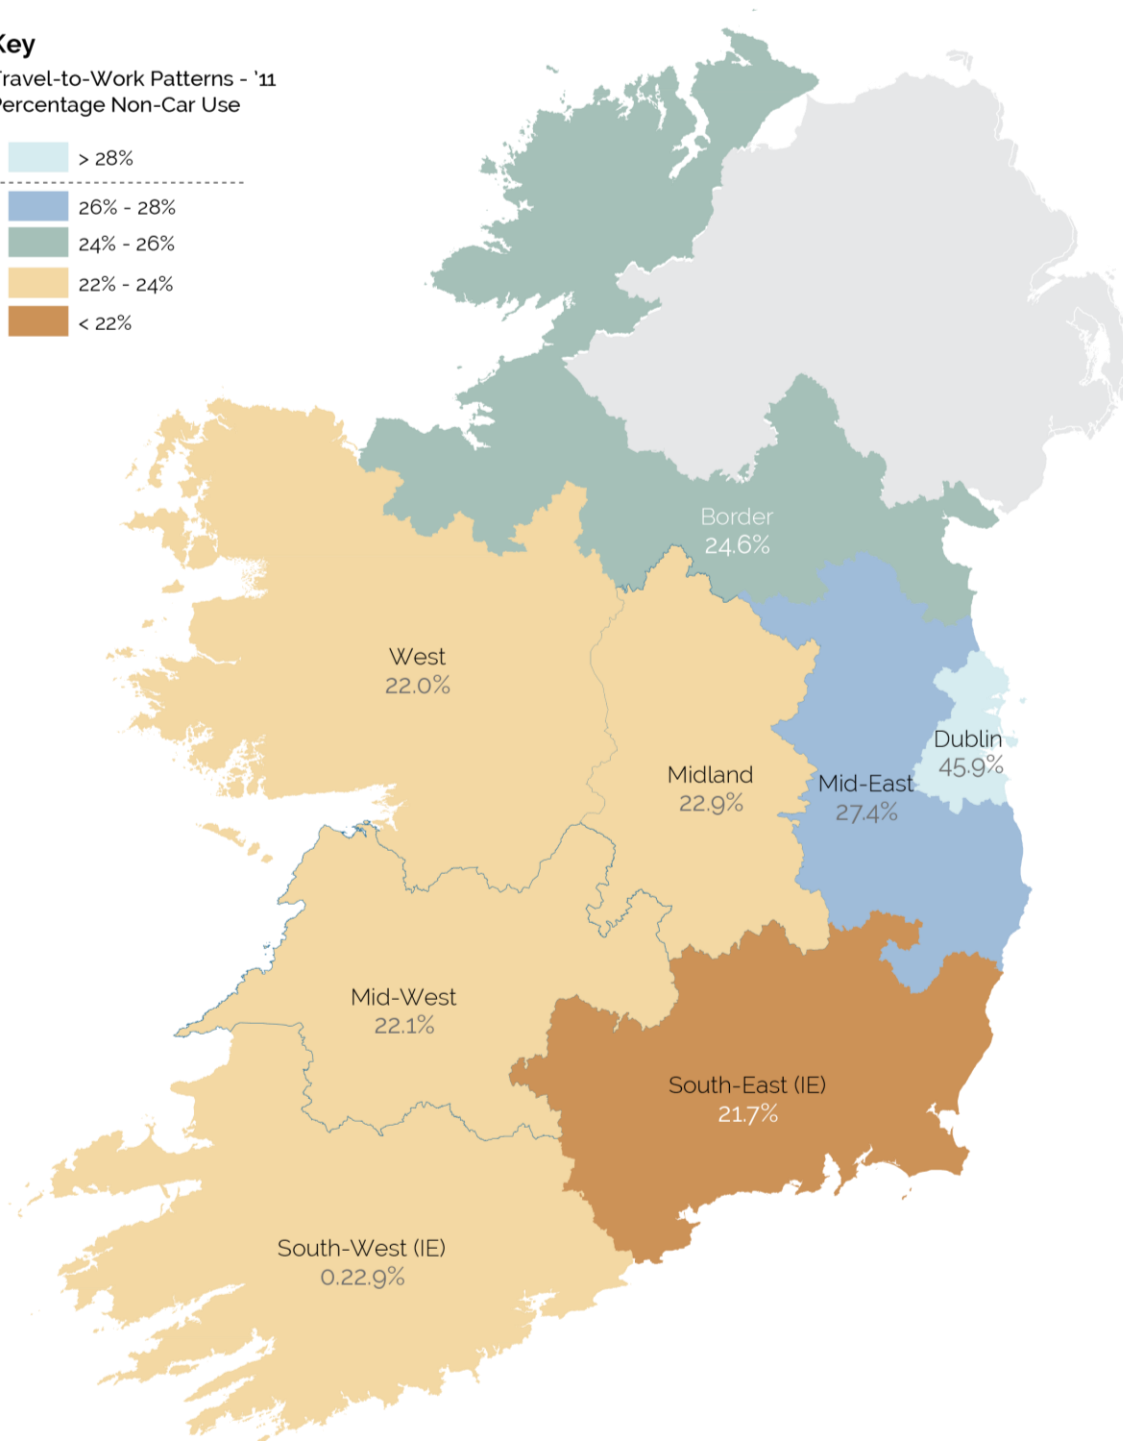 Key
Travel-to-Work Patterns - '11
Percentage Non-Car Use
> 28%
26% - 28%
24% - 26%
22% - 24%
< 22%
Border
24.6%
West
22.0%
Dublin
45.9%
Midland
22.9%
Mid-East
27.4%
Mid-West
22.1%
South-East (IE)
21.7%
South-West (IE)
0.22.9%